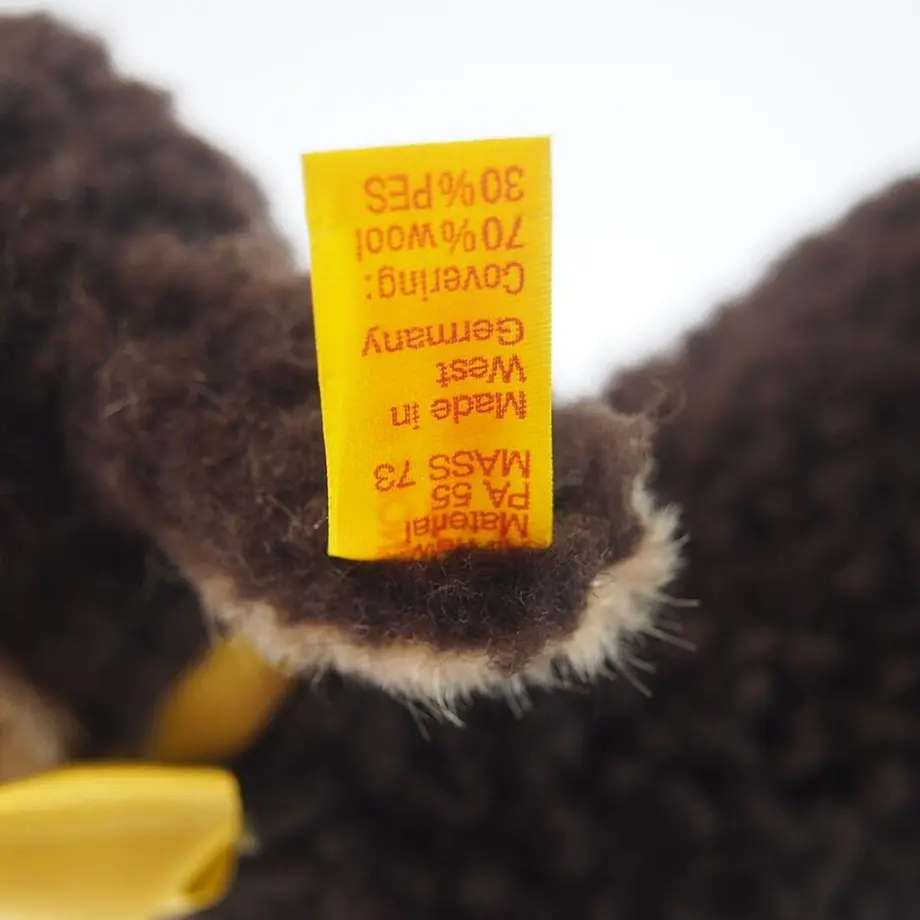 Material
PA 55
MASS 73
Made in
West
Germany
Covering:
70%wool
30%PES